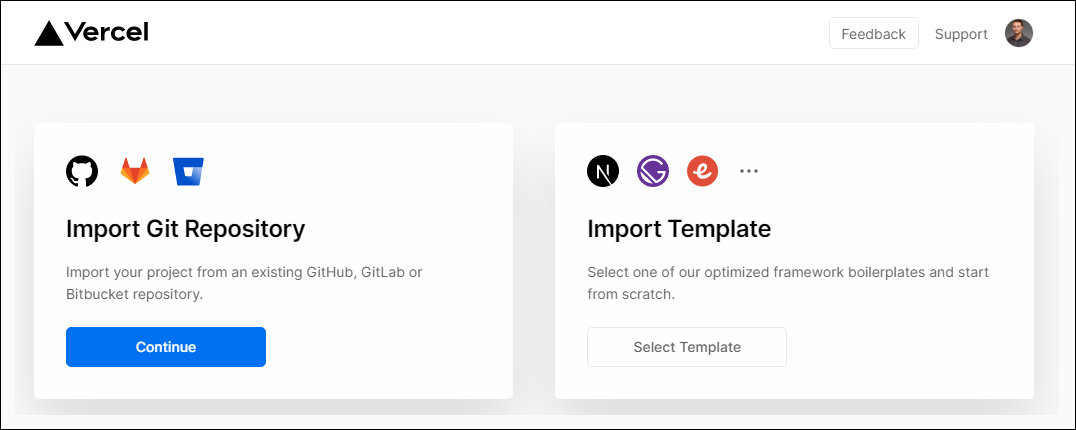 Vercel
Feedback
Support
Import Git Repository
Import your project from an existing GitHub, GitLab or
Bitbucket repository.
Continue
Import Template
Select one of our optimized framework boilerplates and start
from scratch.
Select Template